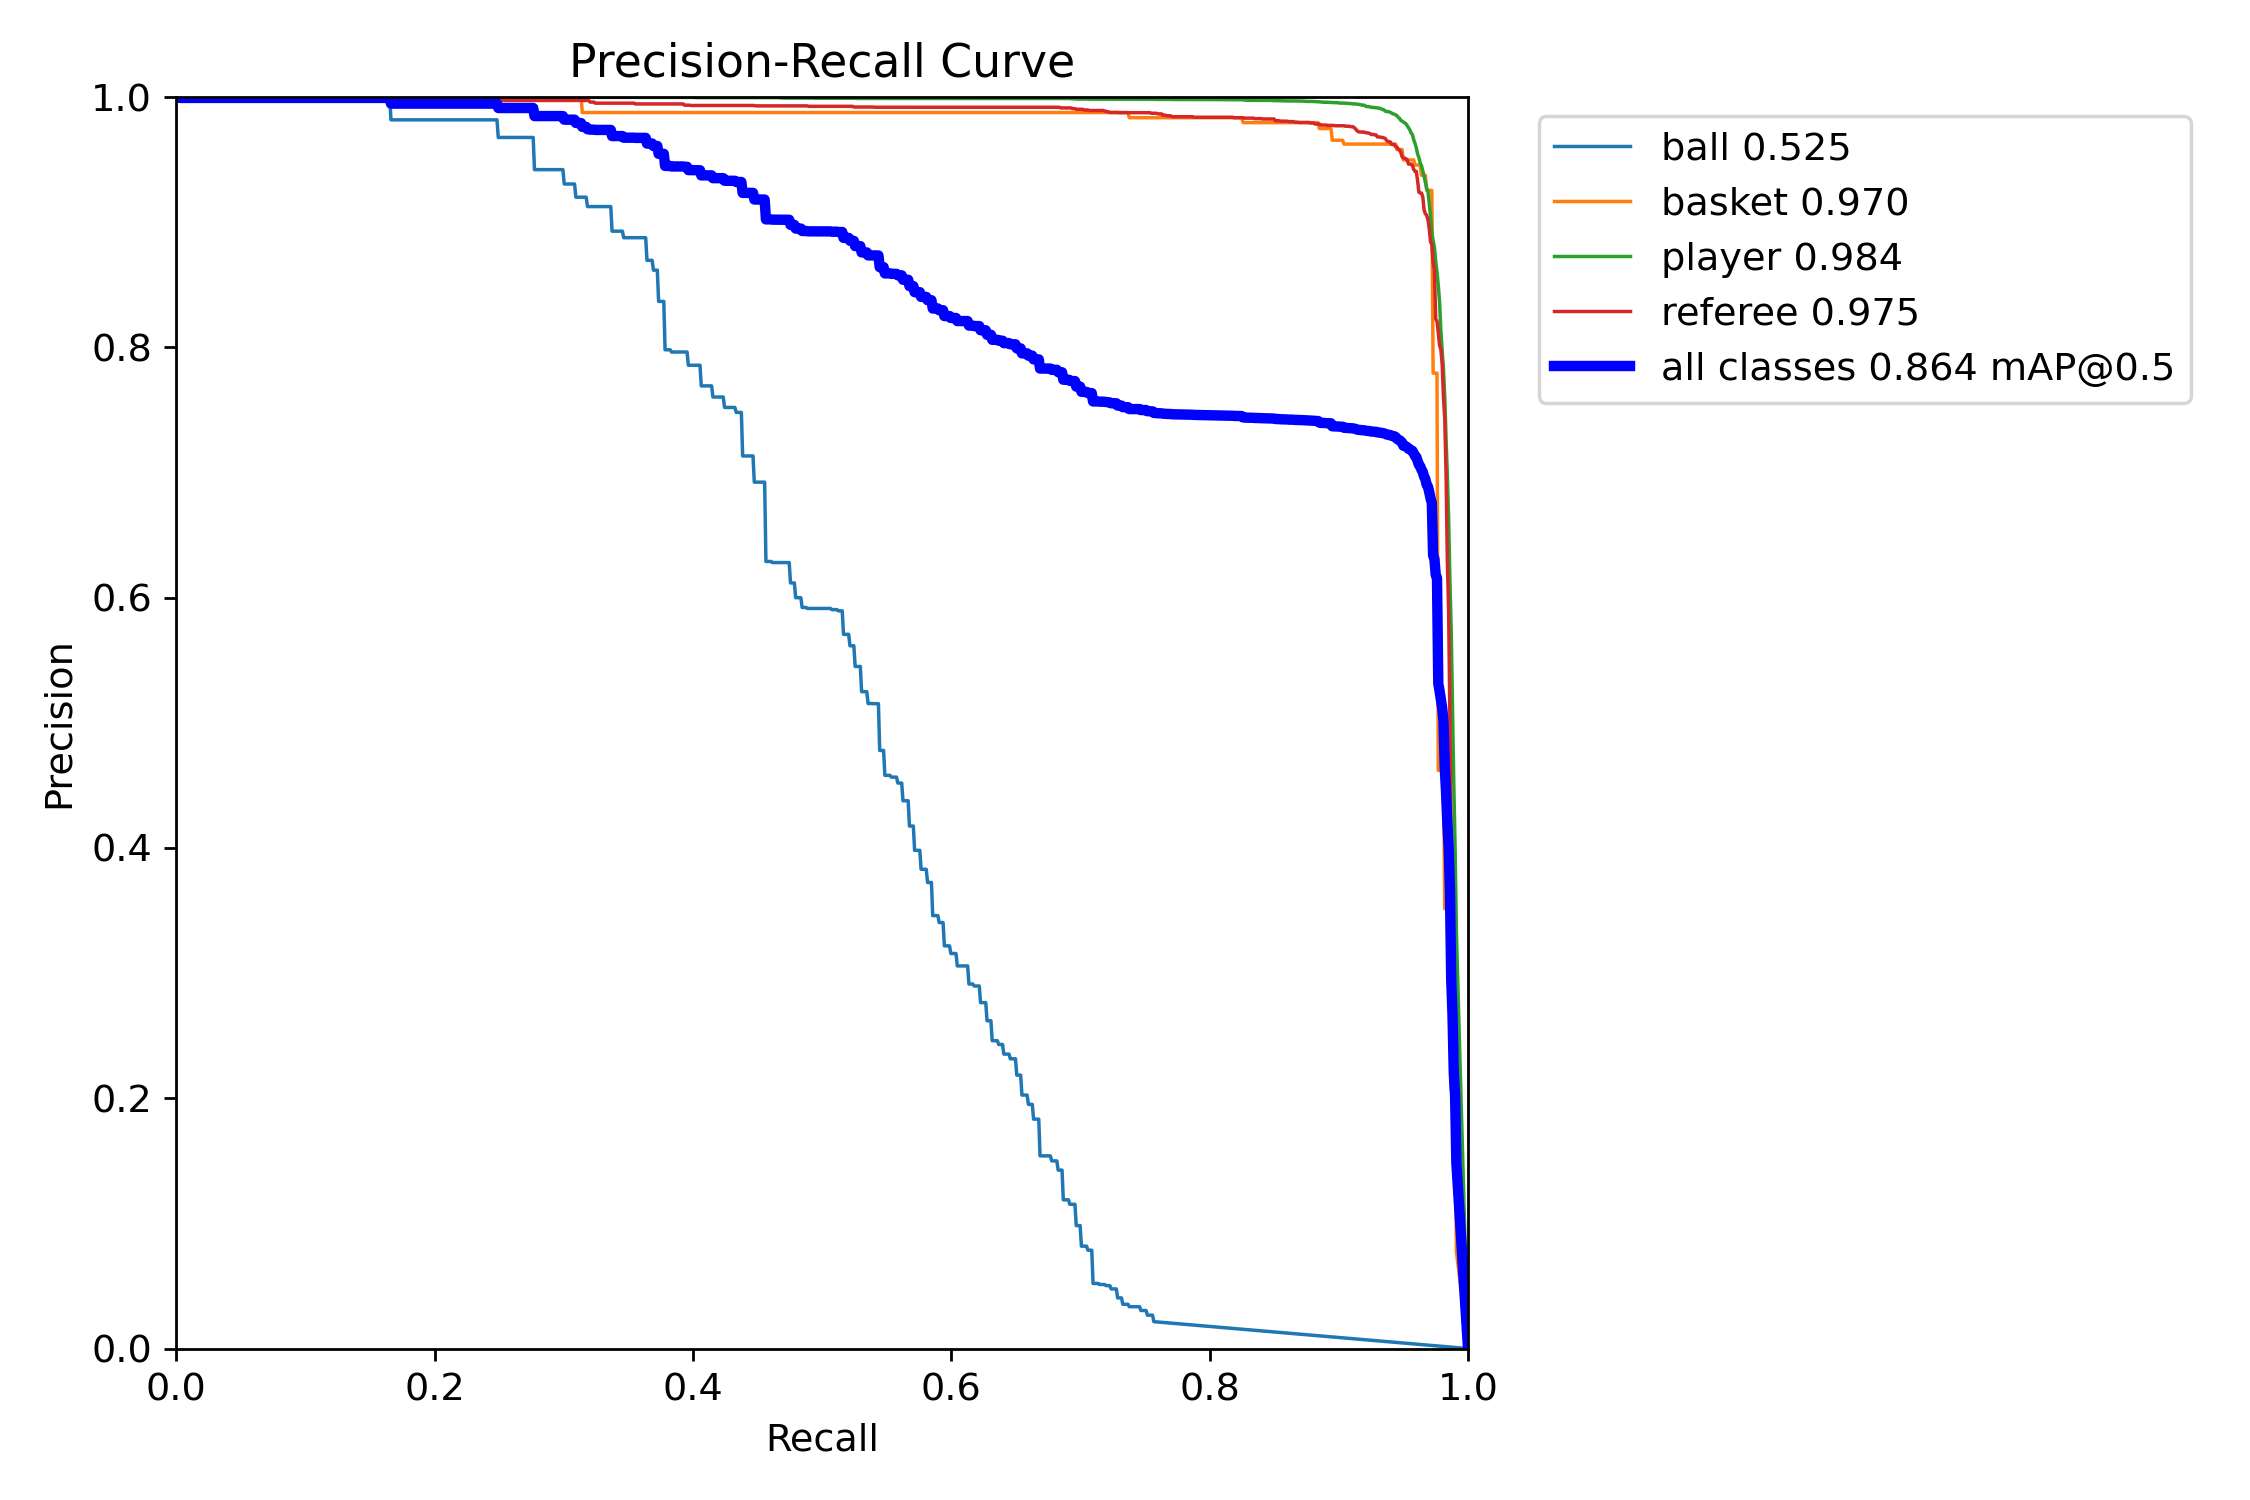 Precision-Recall Curve
1.0
0.8
0.6
0.4
0.2
0.0
Precision
0.0 0.2 0.4 0.6 0.8 1.0
Recall
ball 0.525
basket 0.970
player 0.984
referee 0.975
all classes 0.864 mAP@0.5